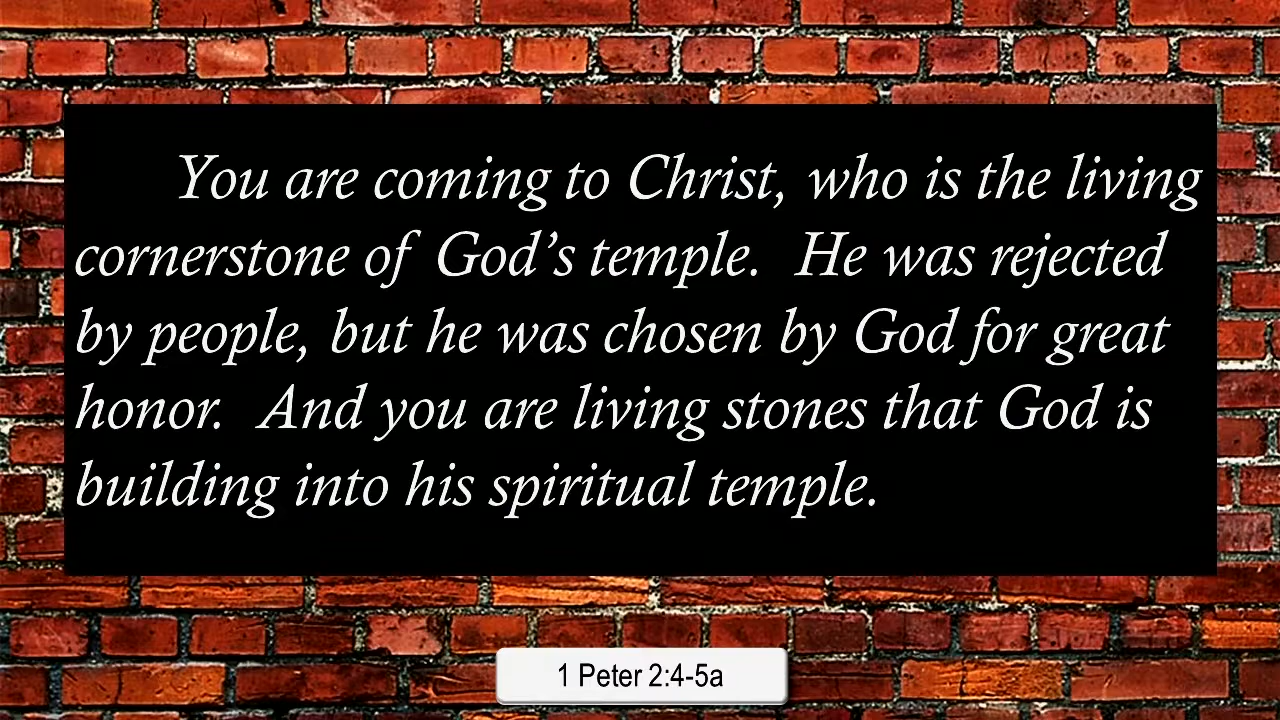 You are coming to Christ, who is the living
cornerstone of God’s temple.  He was rejected
by people, but he was chosen by God for great
honor.  And you are living stones that God is
building into his spiritual temple.
1 Peter 2:4-5a